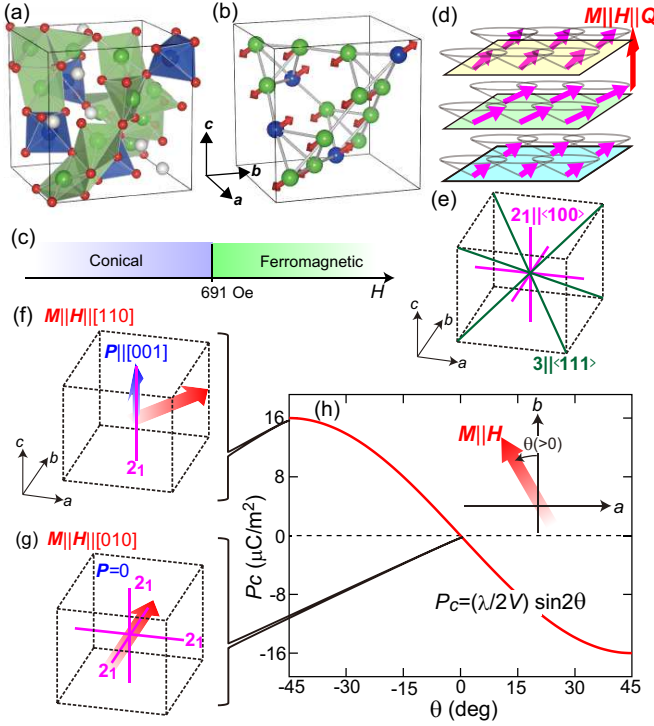 (a)
(b)
c
b
a
(c)
Conical
Ferromagnetic
691 Oe
H
(d)
M||H||Q
(e)
2₁||<100>
c
b
a
3||<111>
(f)
M||H||[110]
P||[001]
2₁
c
b
a
(g)
M||H||[010]
P=0
2₁
2₁
2₁
(h)
M||H
θ(>0)
b
a
Pc=(λ/2V) sin2θ
Pc (μC/m²)
16
8
0
-8
-16
-45
-30
-15
0
15
30
45
θ (deg)